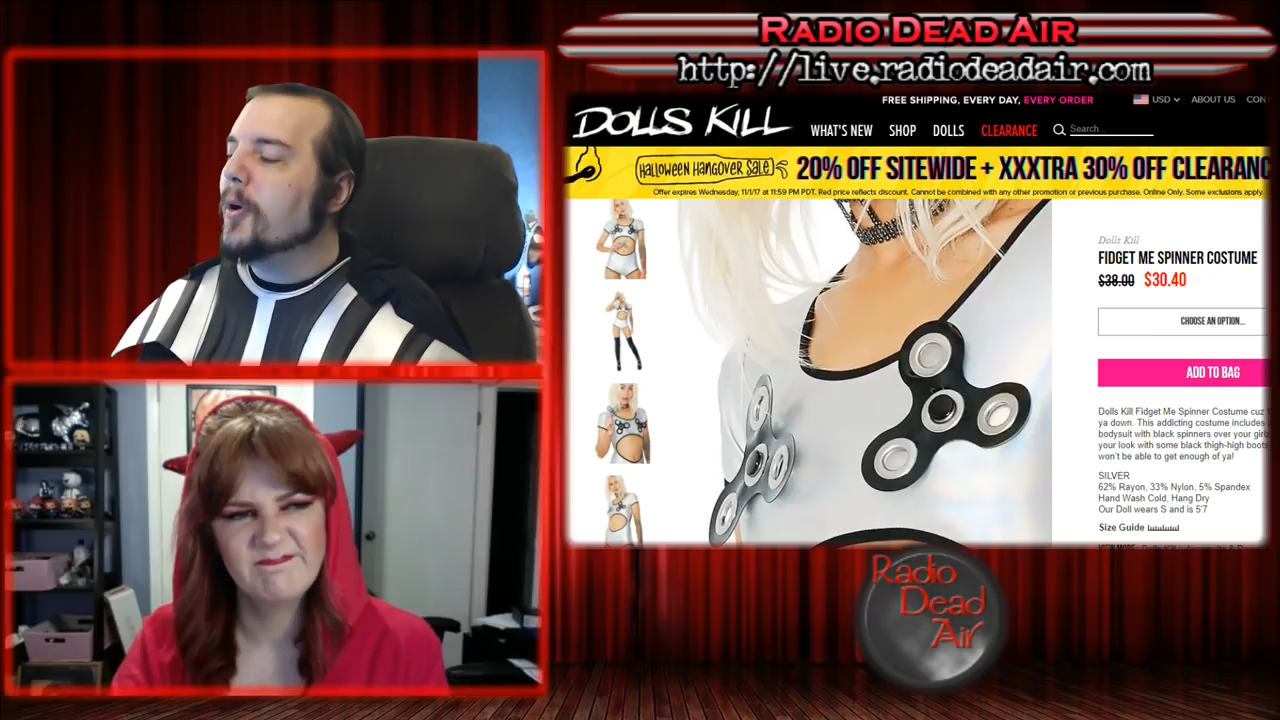 Radio Dead Air
http://live.radiodeadair.com
FREE SHIPPING, EVERY DAY, EVERY ORDER
USD
ABOUT US
DOLLS KILL
WHAT'S NEW
SHOP
DOLLS
CLEARANCE
Search...
HALLOWEEN HANGOVER SALE
20% OFF SITEWIDE + XXXTRA 30% OFF CLEARANC
Offer expires Wednesday, 11/1/17 at 11:59 PM PDT. Red price reflects discount. Cannot be combined with any other promotion or previous purchase. Online Only. Some exclusions apply.
Dolls Kill
FIDGET ME SPINNER COSTUME
$38.00 $30.40
CHOOSE AN OPTION...
ADD TO BAG
Dolls Kill Fidget Me Spinner Costume cuz
ya down. This addicting costume includes
bodysuit with black spinners over your
your look with some black thigh-high boots
won't be able to get enough of ya!
SILVER
62% Rayon, 33% Nylon, 5% Spandex
Hand Wash Cold, Hang Dry
Our Doll wears S and is 5'7
Size Guide
Radio
Dead
Air